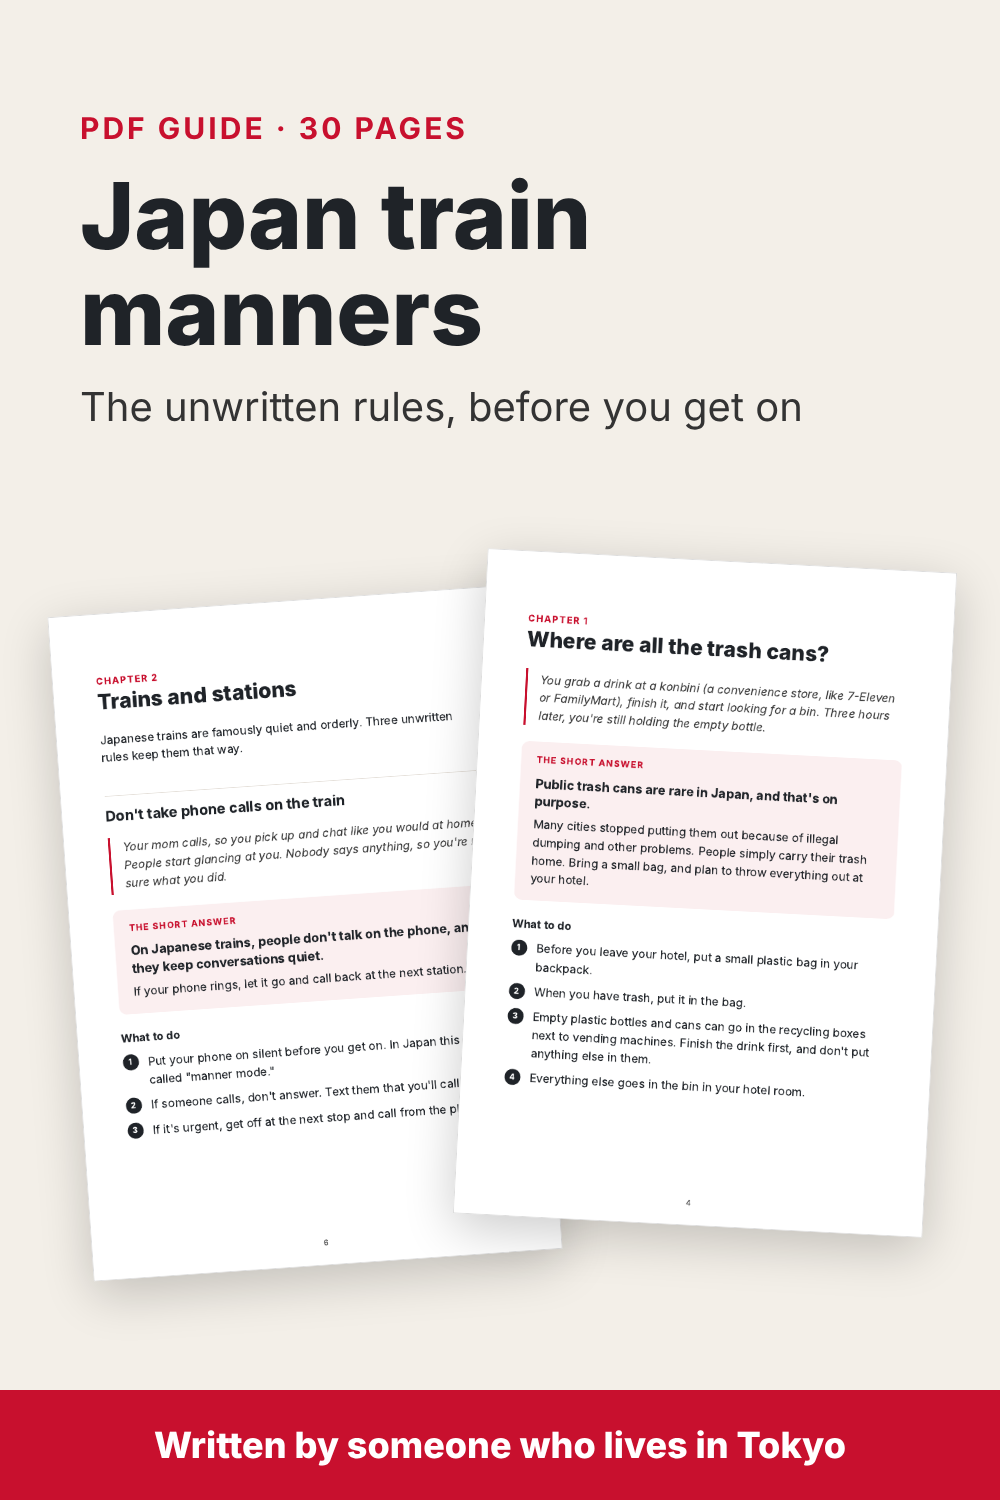 PDF GUIDE · 30 PAGES
Japan train
manners
The unwritten rules, before you get on
CHAPTER 2
Trains and stations
Japanese trains are famously quiet and orderly. Three unwritten
rules keep them that way.
Don't take phone calls on the train
Your mom calls, so you pick up and chat like you would at home
People start glancing at you. Nobody says anything, so you're
sure what you did.
THE SHORT ANSWER
On Japanese trains, people don't talk on the phone, an
they keep conversations quiet.
If your phone rings, let it go and call back at the next station.
What to do
1 Put your phone on silent before you get on. In Japan this
called "manner mode."
2 If someone calls, don't answer. Text them that you'll call
3 If it's urgent, get off at the next stop and call from the
6
CHAPTER 1
Where are all the trash cans?
You grab a drink at a konbini (a convenience store, like 7-Eleven
or FamilyMart), finish it, and start looking for a bin. Three hours
later, you're still holding the empty bottle.
THE SHORT ANSWER
Public trash cans are rare in Japan, and that's on
purpose.
Many cities stopped putting them out because of illegal
dumping and other problems. People simply carry their trash
home. Bring a small bag, and plan to throw everything out at
your hotel.
What to do
1 Before you leave your hotel, put a small plastic bag in your
backpack.
2 When you have trash, put it in the bag.
3 Empty plastic bottles and cans can go in the recycling boxes
next to vending machines. Finish the drink first, and don't put
anything else in them.
4 Everything else goes in the bin in your hotel room.
4
Written by someone who lives in Tokyo